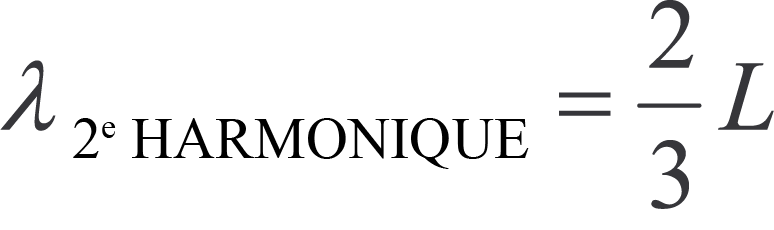 λ 2e HARMONIQUE = 2/3 L